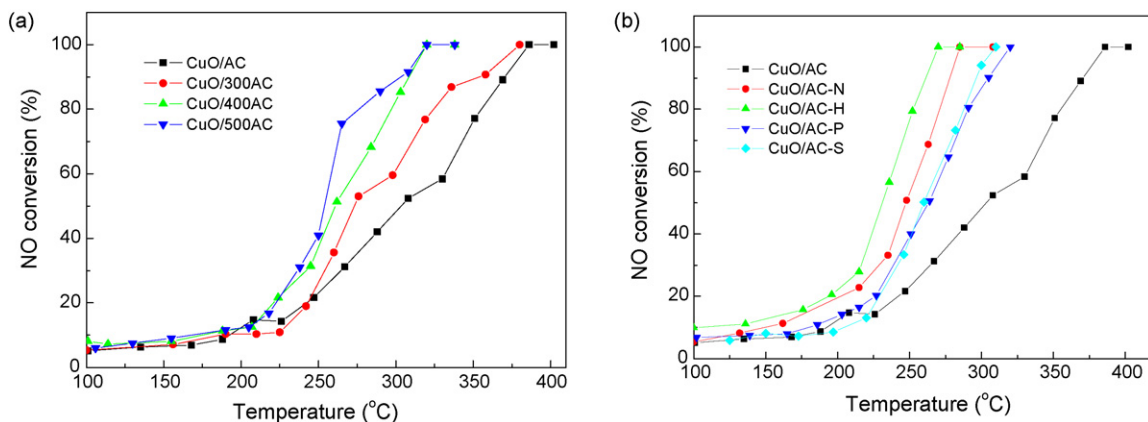 (a)
100
80
60
40
20
0
NO conversion (%)
CuO/AC
CuO/300AC
CuO/400AC
CuO/500AC
100 150 200 250 300 350 400
Temperature (°C)
(b)
100
80
60
40
20
0
NO conversion (%)
CuO/AC
CuO/AC-N
CuO/AC-H
CuO/AC-P
CuO/AC-S
100 150 200 250 300 350 400
Temperature (°C)